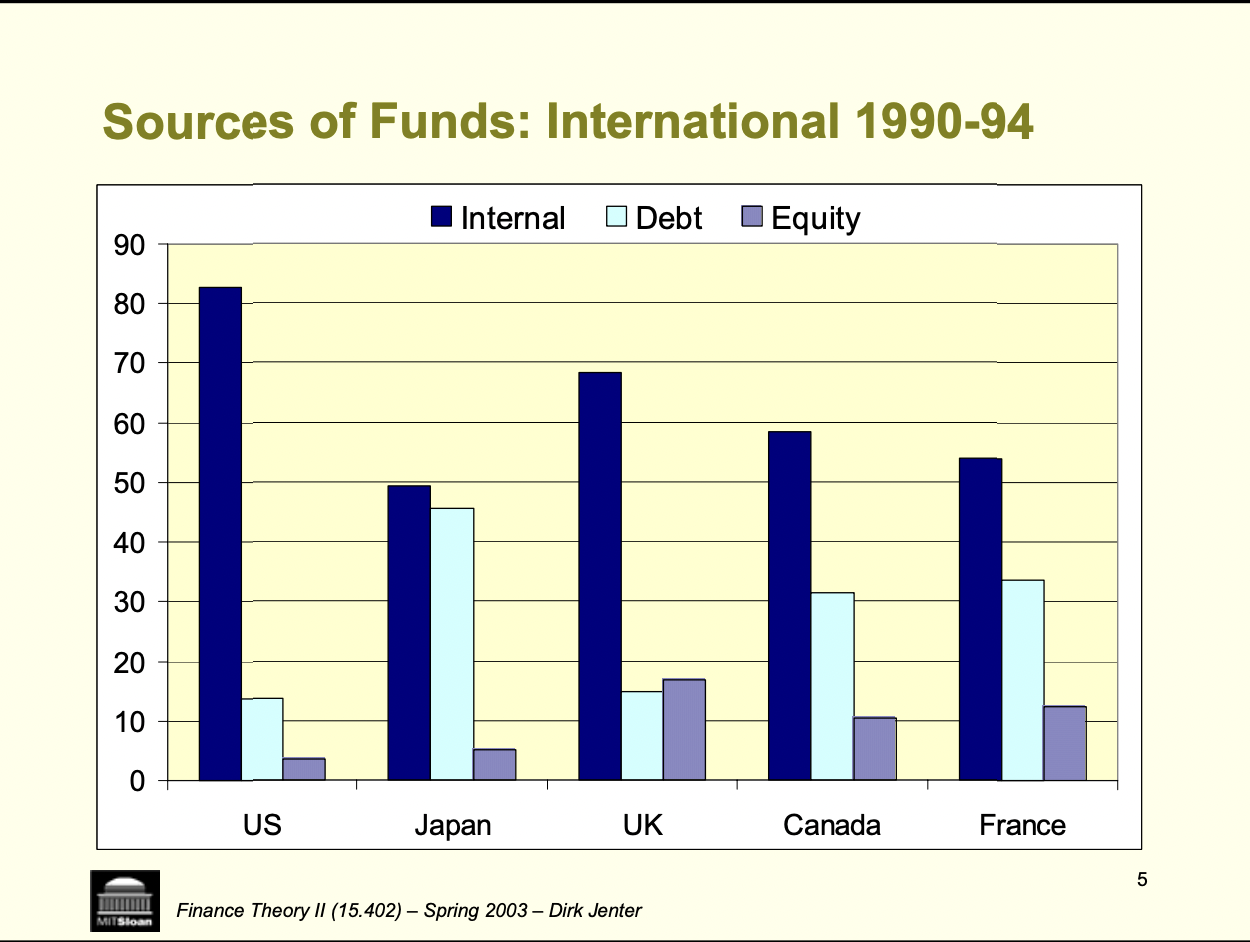 Sources of Funds: International 1990-94
Internal Debt Equity
90
80
70
60
50
40
30
20
10
0
US Japan UK Canada France
5
MITSloan
Finance Theory II (15.402) – Spring 2003 – Dirk Jenter